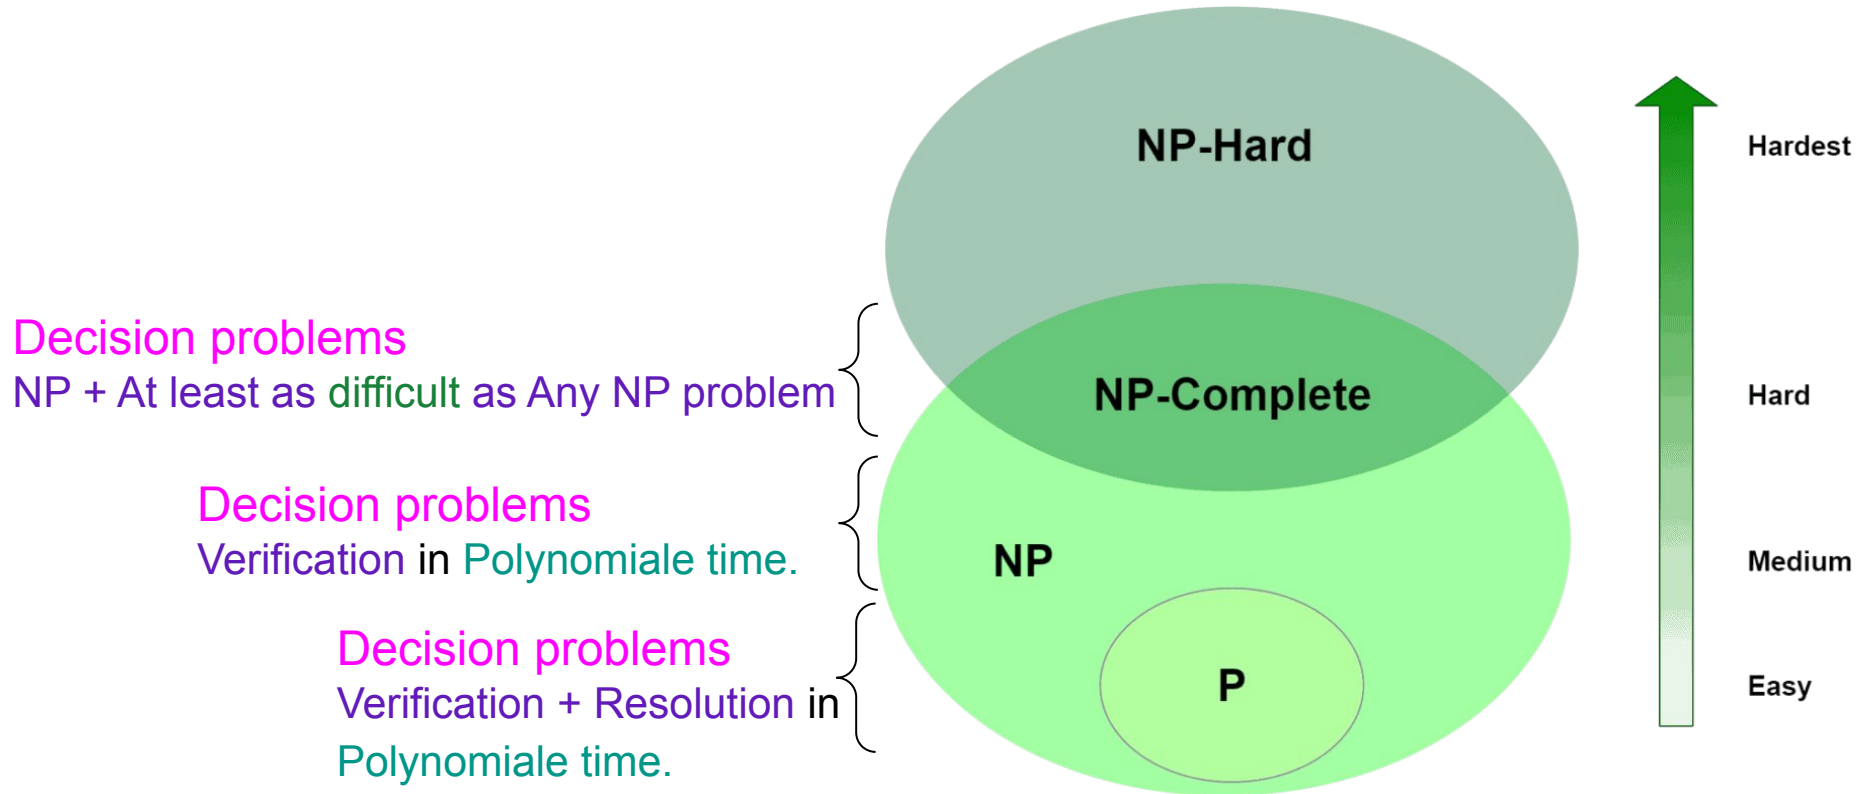 NP-Hard
Hardest
Decision problems
NP + At least as difficult as Any NP problem
NP-Complete
Hard
Decision problems
Verification in Polynomiale time.
NP
Medium
Decision problems
Verification + Resolution in
Polynomiale time.
P
Easy